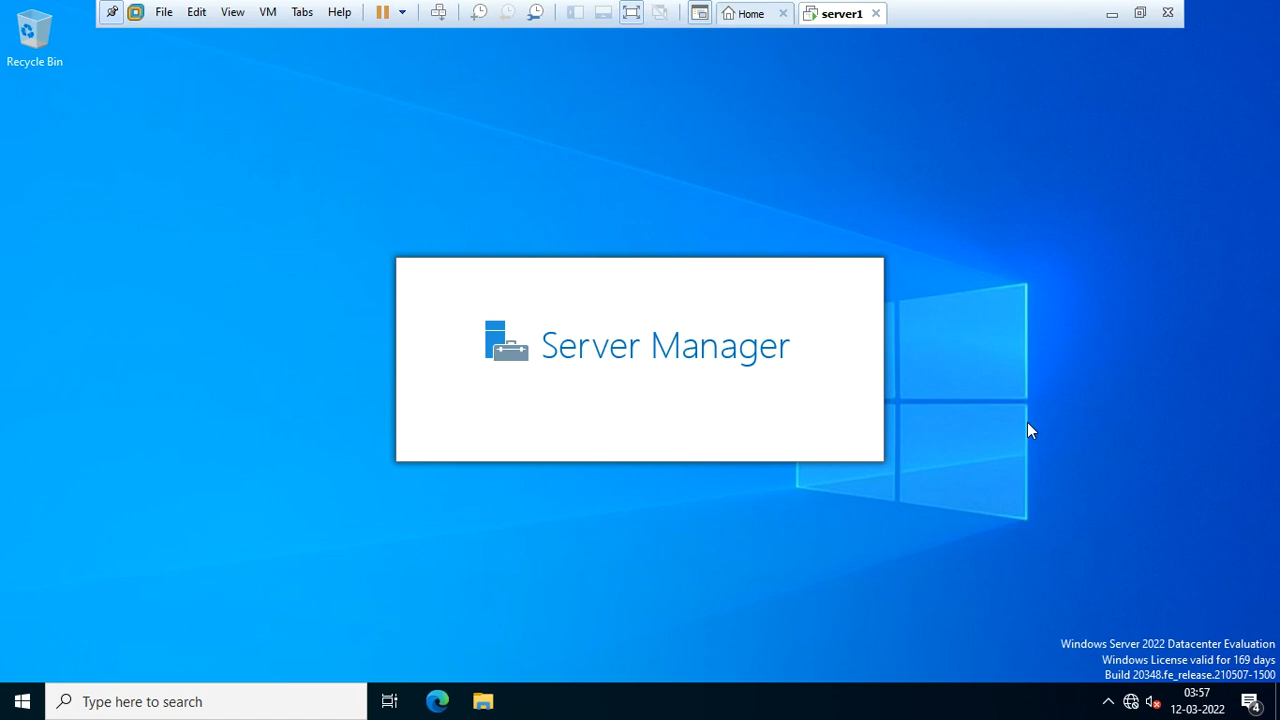 File Edit View VM Tabs Help Home server1
Recycle Bin
Server Manager
Windows Server 2022 Datacenter Evaluation
Windows License valid for 169 days
Build 20348.fe_release.210507-1500
Type here to search
03:57
12-03-2022
4